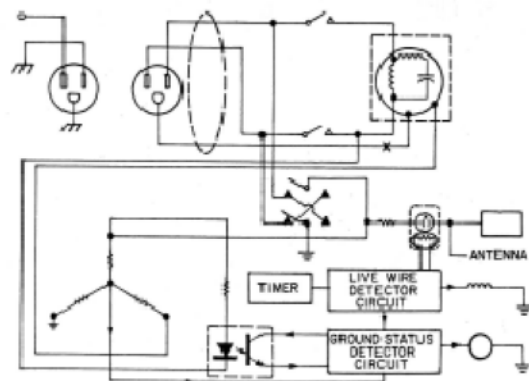 ANTENNA
TIMER
LIVE WIRE
DETECTOR
CIRCUIT
GROUND-STATUS
DETECTOR
CIRCUIT